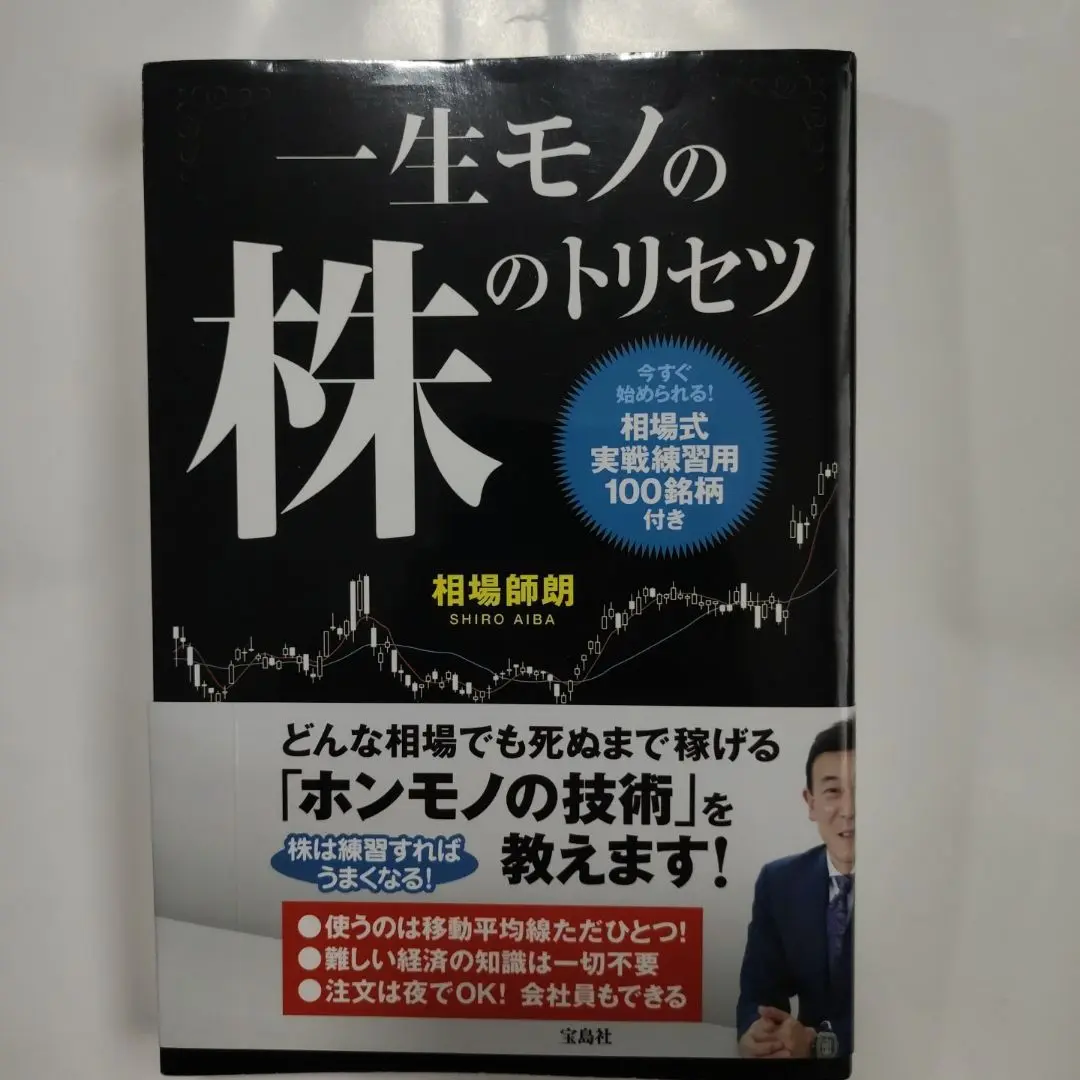 一生モノの
株のトリセツ
今すぐ
始められる!
相場式
実戦練習用
100銘柄
付き
相場師朗
SHIRO AIBA
どんな相場でも死ぬまで稼げる
「ホンモノの技術」を
教えます!
株は練習すれば
うまくなる!
●使うのは移動平均線ただひとつ!
●難しい経済の知識は一切不要
●注文は夜でOK! 会社員もできる
宝島社